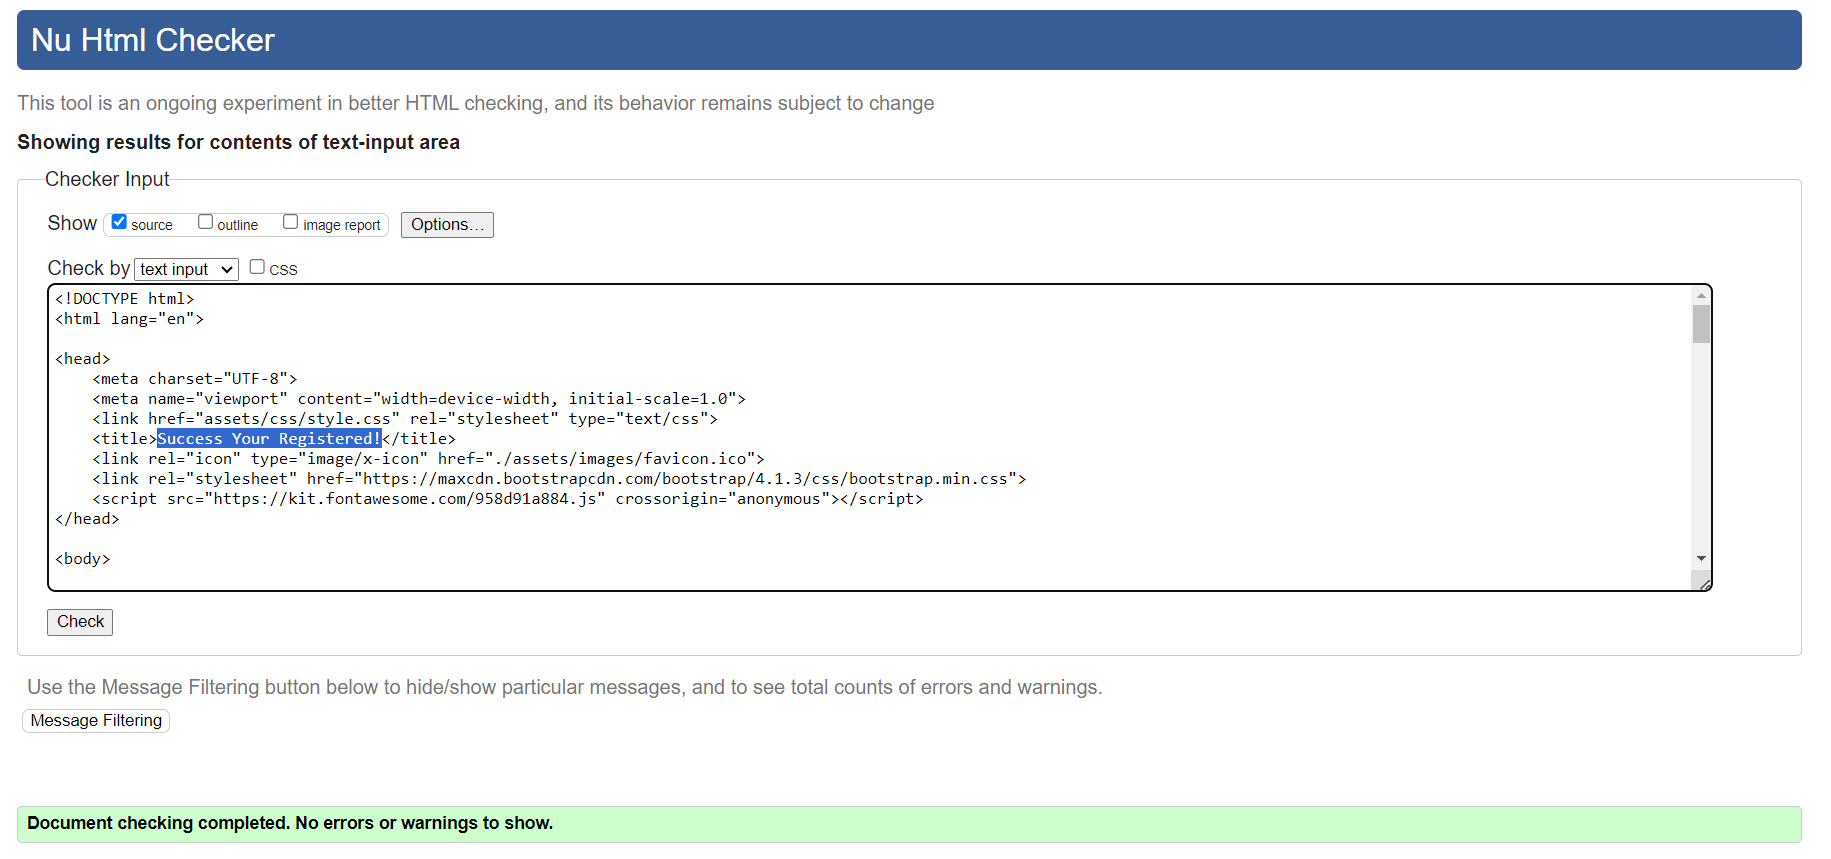 Nu Html Checker
This tool is an ongoing experiment in better HTML checking, and its behavior remains subject to change
Showing results for contents of text-input area
Checker Input
Show source outline image report Options...
Check by text input CSS
<!DOCTYPE html>
<html lang="en">
<head>
<meta charset="UTF-8">
<meta name="viewport" content="width=device-width, initial-scale=1.0">
<link href="assets/css/style.css" rel="stylesheet" type="text/css">
<title>Success Your Registered!</title>
<link rel="icon" type="image/x-icon" href="./assets/images/favicon.ico">
<link rel="stylesheet" href="https://maxcdn.bootstrapcdn.com/bootstrap/4.1.3/css/bootstrap.min.css">
<script src="https://kit.fontawesome.com/958d91a884.js" crossorigin="anonymous"></script>
</head>
<body>
Check
Use the Message Filtering button below to hide/show particular messages, and to see total counts of errors and warnings.
Message Filtering
Document checking completed. No errors or warnings to show.